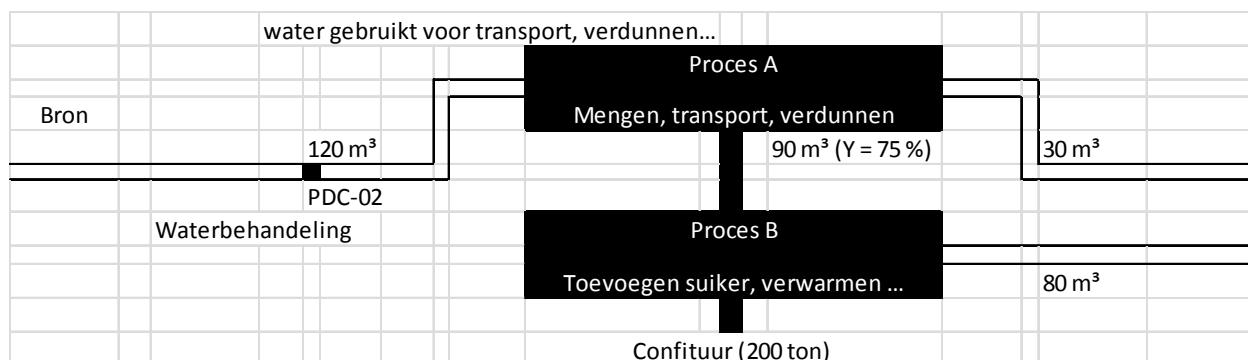 water gebruikt voor transport, verdunnen...
Proces A
Bron
Mengen, transport, verdunnen
120 m³
90 m³ (Y = 75 %)
30 m³
PDC-02
Waterbehandeling
Proces B
Toevoegen suiker, verwarmen ...
80 m³
Confituur (200 ton)